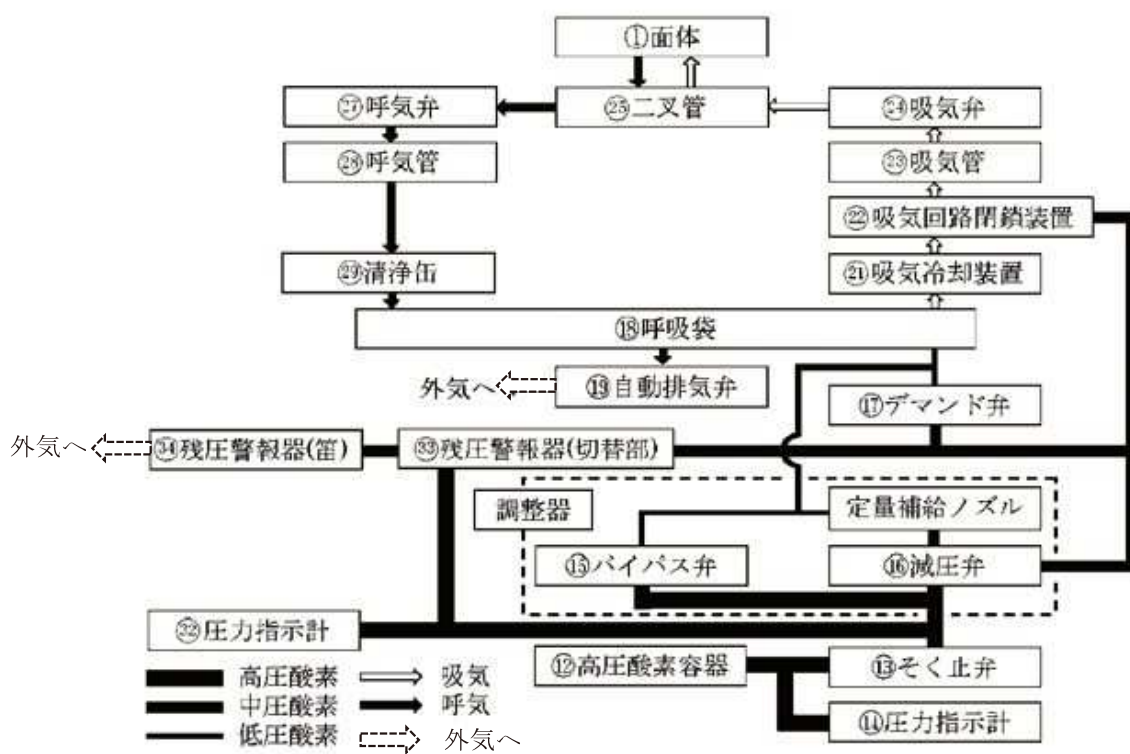 ①面体
㉗呼気弁
㉕二叉管
㉔吸気弁
㉘呼気管
㉓吸気管
㉒吸気回路閉鎖装置
㉙清浄缶
㉑吸気冷却装置
⑱呼吸袋
外気へ
⑲自動排気弁
⑰デマンド弁
外気へ
㉞残圧警報器(笛)
㉝残圧警報器(切替部)
調整器
定量補給ノズル
⑮バイパス弁
⑯減圧弁
㉜圧力指示計
⑫高圧酸素容器
⑬そく止弁
⑭圧力指示計
高圧酸素
吸気
中圧酸素
呼気
低圧酸素
外気へ